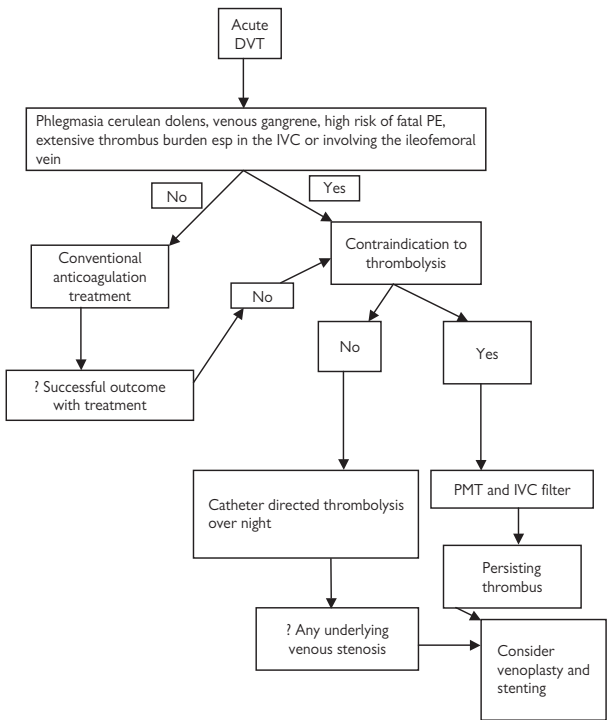 Acute
DVT
Phlegmasia cerulean dolens, venous gangrene, high risk of fatal PE,
extensive thrombus burden esp in the IVC or involving the ileofemoral
vein
No
Yes
Conventional
anticoagulation
treatment
Contraindication to
thrombolysis
No
No
Yes
? Successful outcome
with treatment
Catheter directed thrombolysis
over night
PMT and IVC filter
Persisting
thrombus
? Any underlying
venous stenosis
Consider
venoplasty and
stenting